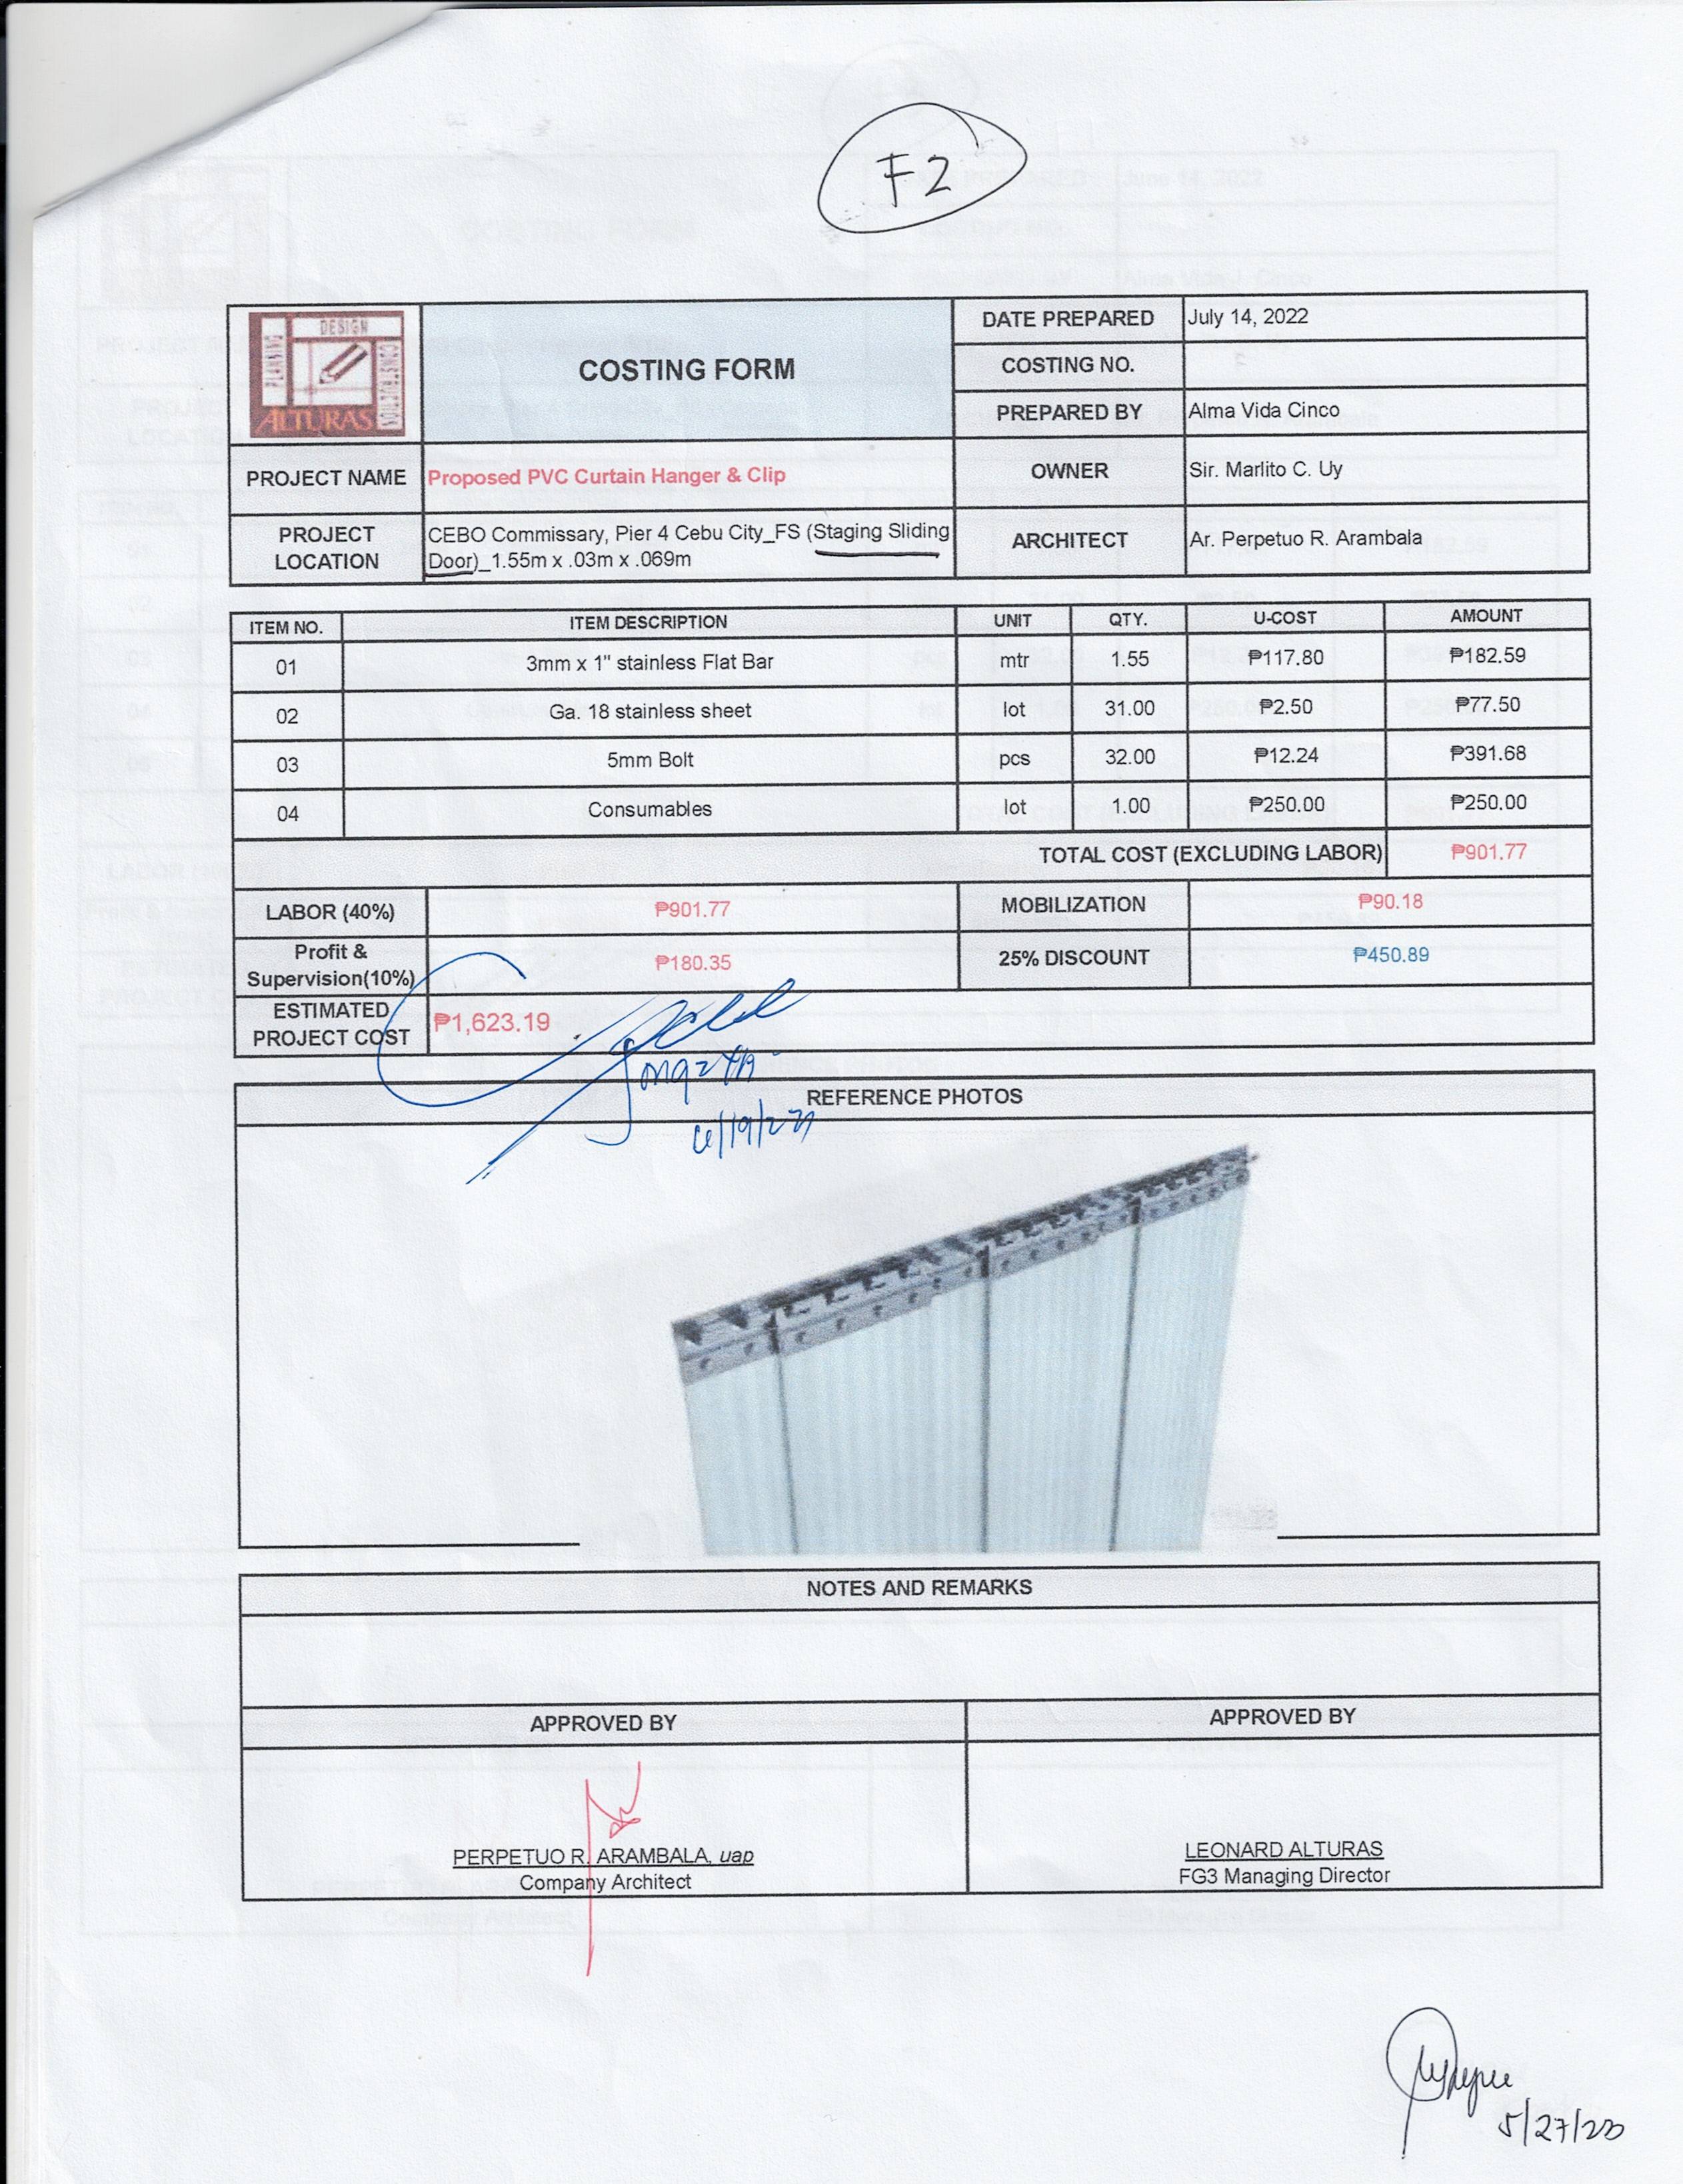 F2
DESIGN
PLANNING
CONSTRUCTION
ALTURAS
COSTING FORM
DATE PREPARED July 14, 2022
COSTING NO.
PREPARED BY Alma Vida Cinco
PROJECT NAME Proposed PVC Curtain Hanger & Clip
OWNER Sir. Marlito C. Uy
PROJECT LOCATION CEBO Commissary, Pier 4 Cebu City_FS (Staging Sliding
Door)_1.55m x .03m x .069m
ARCHITECT Ar. Perpetuo R. Arambala
ITEM NO. ITEM DESCRIPTION UNIT QTY. U-COST AMOUNT
01 3mm x 1" stainless Flat Bar mtr 1.55 ₱117.80 ₱182.59
02 Ga. 18 stainless sheet lot 31.00 ₱2.50 ₱77.50
03 5mm Bolt pcs 32.00 ₱12.24 ₱391.68
04 Consumables lot 1.00 ₱250.00 ₱250.00
TOTAL COST (EXCLUDING LABOR) ₱901.77
LABOR (40%) ₱901.77 MOBILIZATION ₱90.18
Profit &
Supervision(10%) ₱180.35 25% DISCOUNT ₱450.89
ESTIMATED
PROJECT COST ₱1,623.19
REFERENCE PHOTOS
NOTES AND REMARKS
APPROVED BY APPROVED BY
PERPETUO R. ARAMBALA, uap
Company Architect
LEONARD ALTURAS
FG3 Managing Director
5/27/23